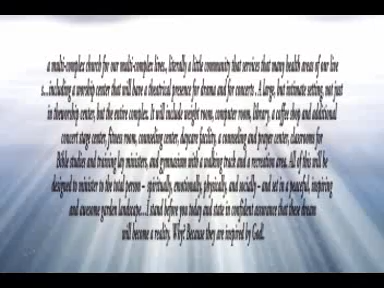 a multi-complex church for our multi-complex lives., literally a little community that services that many health areas of our live
s...including a worship center that will have a theatrical presence for drama and for concerts . A large, but intimate setting, not just
in theworship center, but the entire complex. It will include weight room, computer room, library, a coffee shop and additional
concert stage center, fitness room, counseling center, daycare facility, a counseling and prayer center, classrooms for
Bible studies and training lay ministers, and gymnasium with a walking track and a recreation area. All of this will be
designed to minister to the total person – spiritually, emotionally, physically, and socially – and set in a peaceful, inspiring
and awesome garden landscape...I stand before you today and state in confident assurance that these dream
will become a reality. Why? Because they are inspired by God.